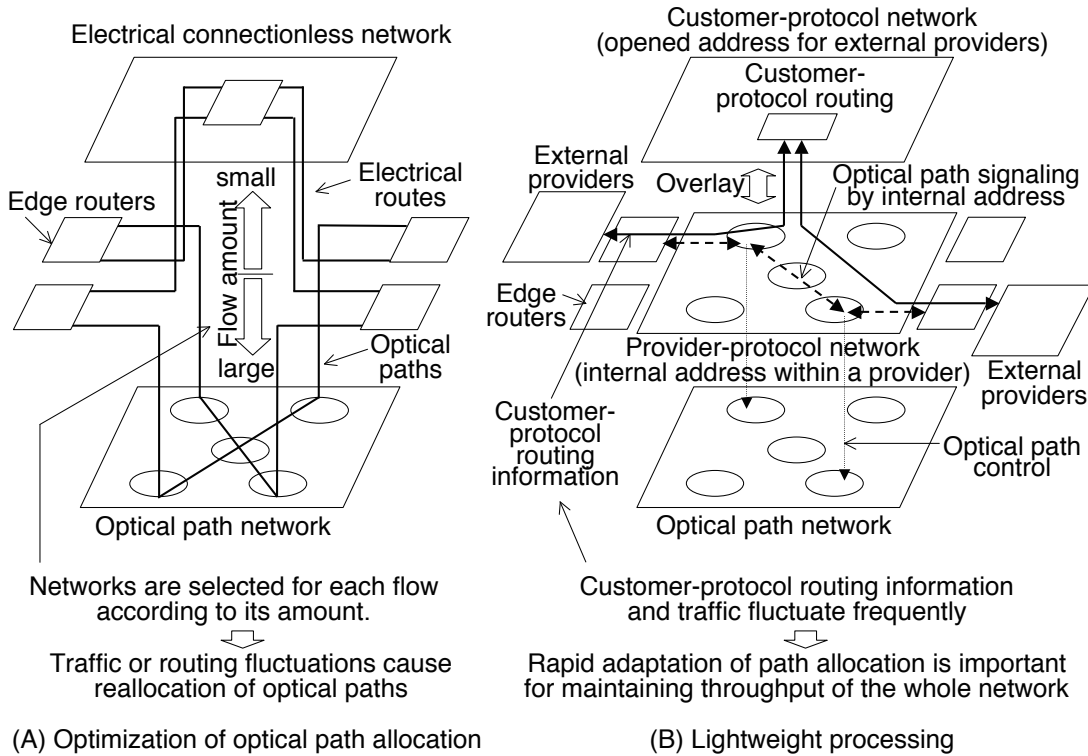 Electrical connectionless network
small
Flow amount
large
Electrical
routes
Edge routers
Optical
paths
Optical path network
Networks are selected for each flow
according to its amount.
Traffic or routing fluctuations cause
reallocation of optical paths
(A) Optimization of optical path allocation
Customer-protocol network
(opened address for external providers)
Customer-
protocol routing
External
providers
Overlay
Optical path signaling
by internal address
Edge
routers
Provider-protocol network
(internal address within a provider)
External
providers
Customer-
protocol
routing
information
Optical path
control
Optical path network
Customer-protocol routing information
and traffic fluctuate frequently
Rapid adaptation of path allocation is important
for maintaining throughput of the whole network
(B) Lightweight processing